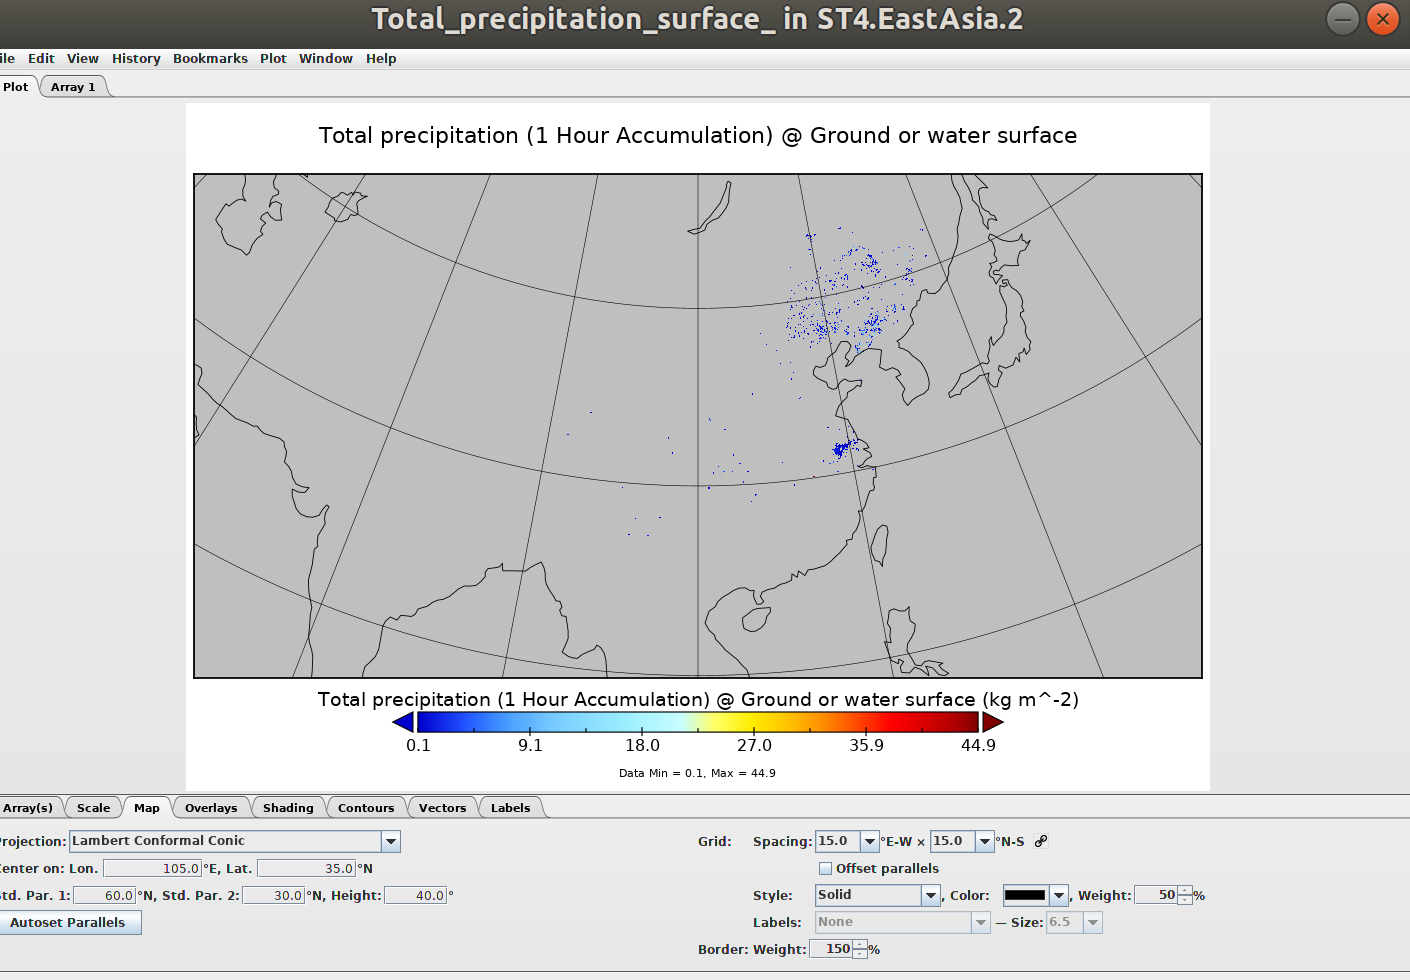 Total_precipitation_surface_ in ST4.EastAsia.2
ile Edit View History Bookmarks Plot Window Help
Plot Array 1
Total precipitation (1 Hour Accumulation) @ Ground or water surface
Total precipitation (1 Hour Accumulation) @ Ground or water surface (kg m^-2)
0.1 9.1 18.0 27.0 35.9 44.9
Data Min = 0.1, Max = 44.9
Array(s) Scale Map Overlays Shading Contours Vectors Labels
rojection: Lambert Conformal Conic Grid: Spacing: 15.0 °E-W × 15.0 °N-S
enter on: Lon. 105.0 °E, Lat. 35.0 °N Offset parallels
td. Par. 1: 60.0 °N, Std. Par. 2: 30.0 °N, Height: 40.0 ° Style: Solid , Color: , Weight: 50 %
Autoset Parallels Labels: None — Size: 6.5
Border: Weight: 150 %